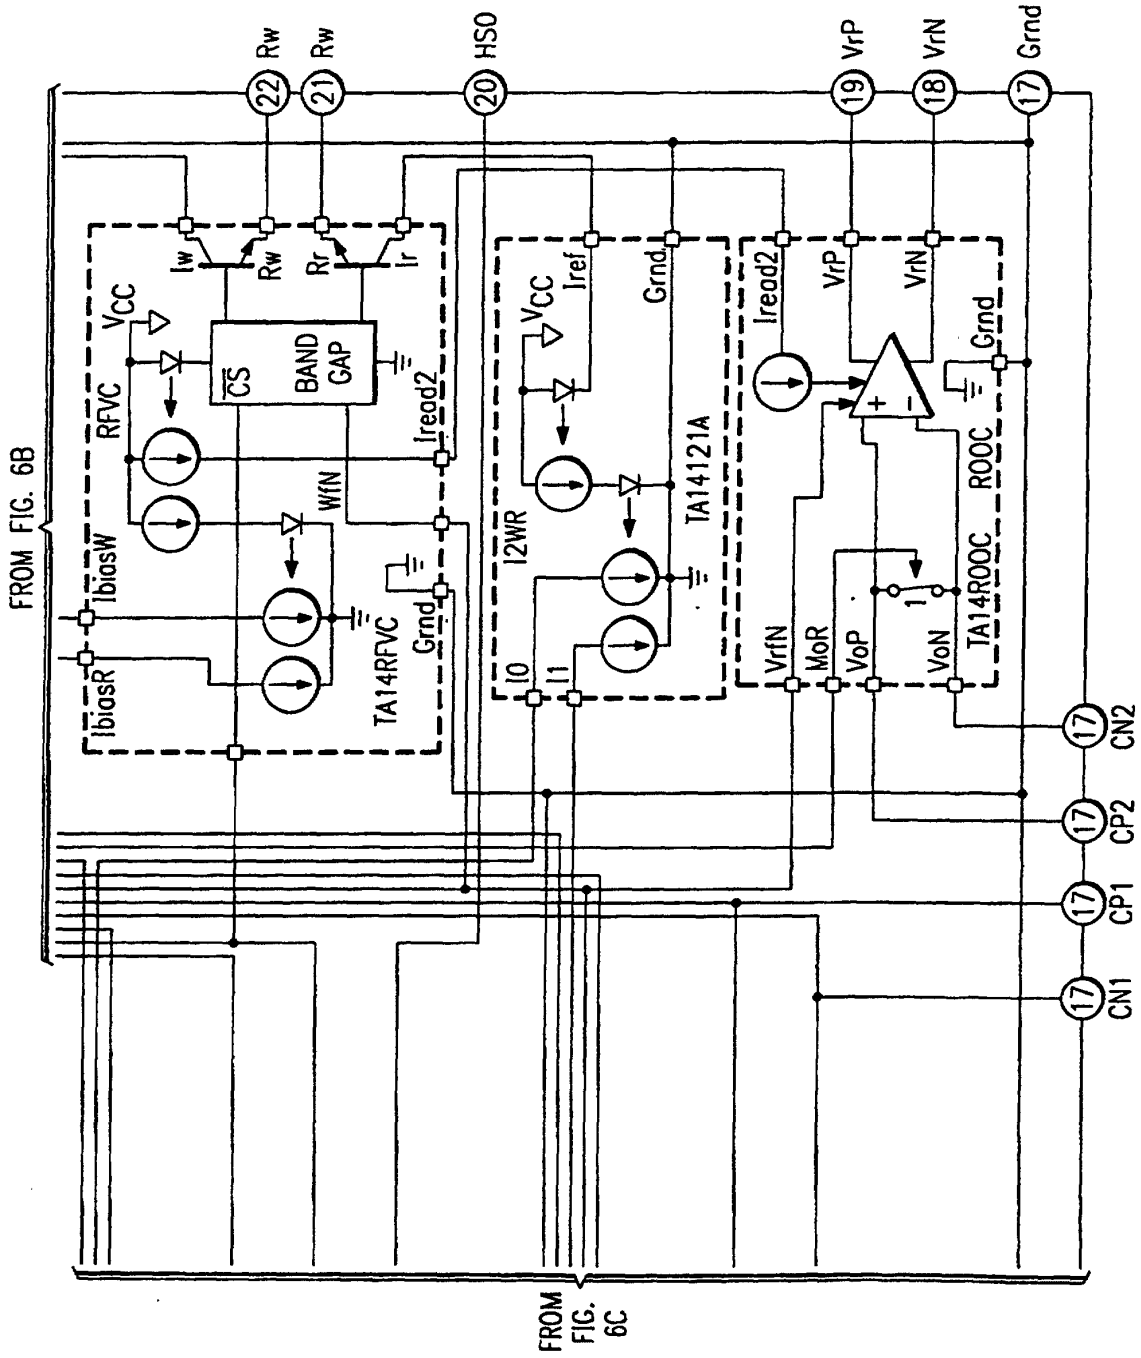 FROM FIG. 6B
22 Rw
21 Rw
20 HSO
19 VrP
18 VrN
17 Grnd
Iw
Rw
Rr
Ir
RFVC
VCC
CS
BAND
GAP
Iread2
WfN
IbiasW
IbiasR
Grnd
TA14RFVC
Iref
Grnd
VCC
I2WR
TA14121A
I0
I1
Iread2
VrP
VrN
Grnd
+
-
ROOC
TA14ROOC
1
VrfN
MoR
VoP
VoN
17 CN2
17 CP2
17 CP1
17 CN1
FROM
FIG.
6C